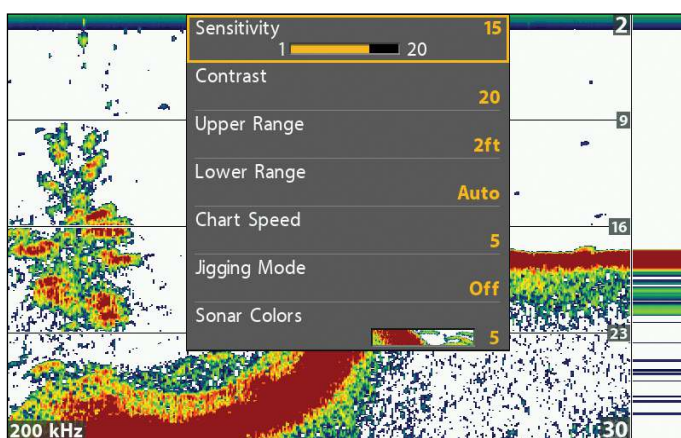 Sensitivity 15
1 20
Contrast
20
Upper Range
2ft
Lower Range
Auto
Chart Speed
5
Jigging Mode
Off
Sonar Colors
5
2
9
16
23
30
200 kHz